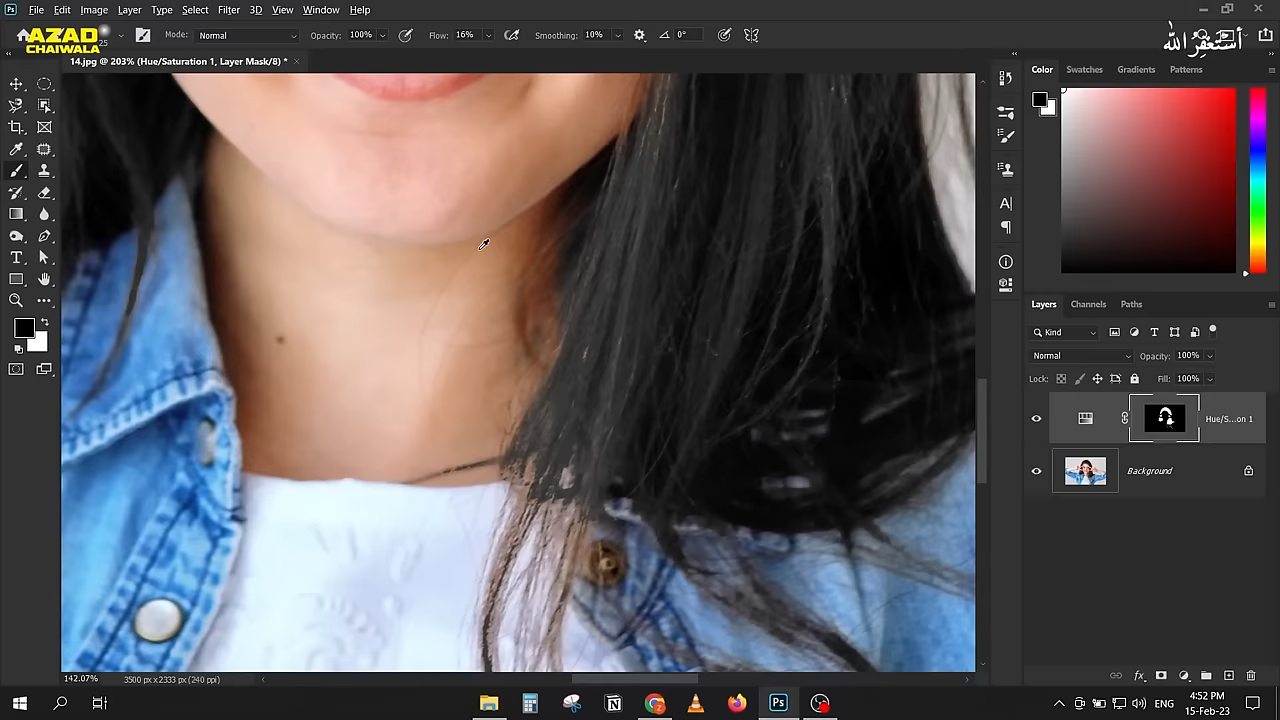 File Edit Image Layer Type Select Filter 3D View Window Help
AZAD
CHAIWALA
25
Mode: Normal Opacity: 100% Flow: 16% Smoothing: 10% 0°
أستغفر الله
14.jpg @ 203% (Hue/Saturation 1, Layer Mask/8) *
Color Swatches Gradients Patterns
Layers Channels Paths
Kind
Normal Opacity: 100%
Lock: Fill: 100%
Hue/S...on 1
Background
142.07% 3500 px x 2333 px (240 ppi)
ENG
4:52 PM
15-Feb-23